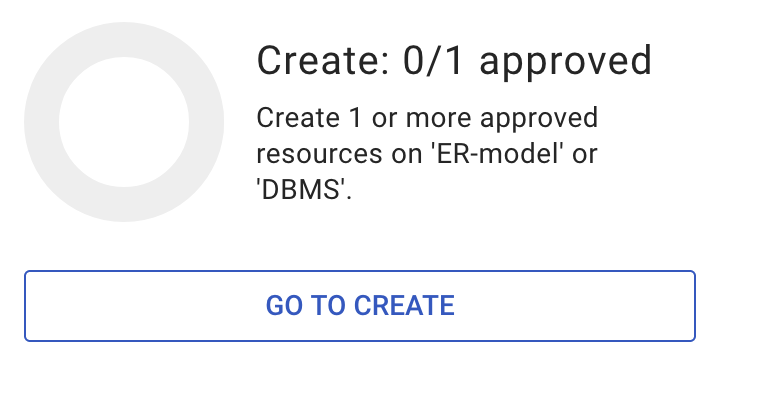 Create: 0/1 approved
Create 1 or more approved
resources on 'ER-model' or
'DBMS'.
GO TO CREATE